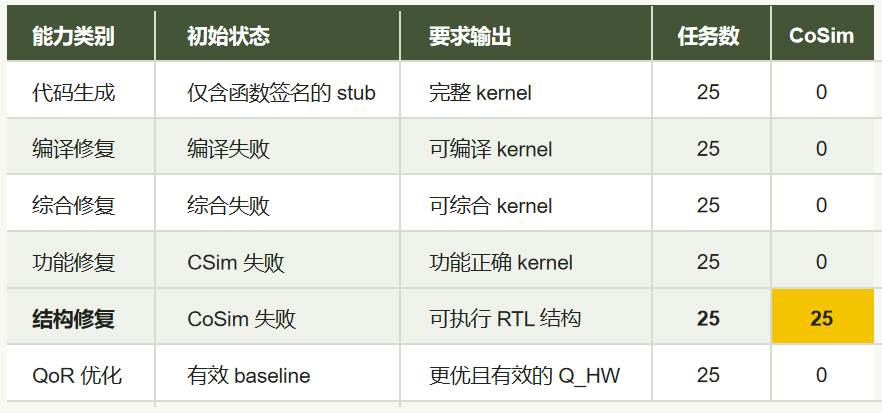 能力类别 初始状态 要求输出 任务数 CoSim
代码生成 仅含函数签名的 stub 完整 kernel 25 0
编译修复 编译失败 可编译 kernel 25 0
综合修复 综合失败 可综合 kernel 25 0
功能修复 CSim 失败 功能正确 kernel 25 0
结构修复 CoSim 失败 可执行 RTL 结构 25 25
QoR 优化 有效 baseline 更优且有效的 Q_HW 25 0